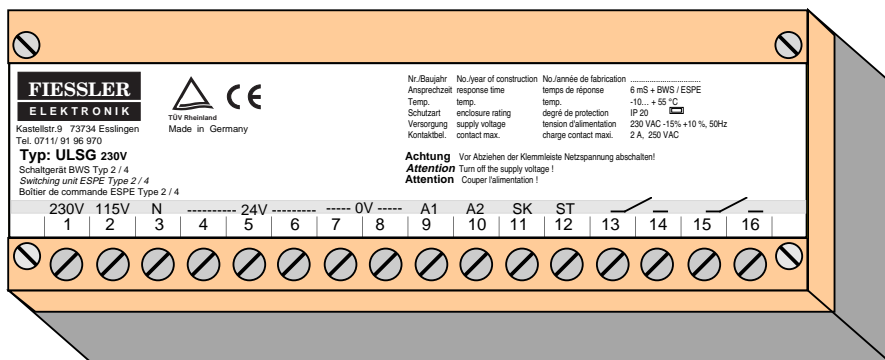 FIESSLER
ELEKTRONIK
Kastellstr.9 73734 Esslingen
Tel. 0711/ 91 96 970
Typ: ULSG 230V
Schaltgerät BWS Typ 2 / 4
Switching unit ESPE Type 2 / 4
Boîtier de commande ESPE Type 2 / 4
TÜV Rheinland
CE
Made in Germany
Nr./Baujahr No./year of construction No./année de fabrication ........................
Ansprechzeit response time temps de réponse 6 mS + BWS / ESPE
Temp. temp. temp. -10... + 55 °C
Schutzart enclosure rating degré de protection IP 20
Versorgung supply voltage tension d'alimentation 230 VAC -15% +10 %, 50Hz
Kontaktbel. contact max. charge contact maxi. 2 A, 250 VAC
Achtung Vor Abziehen der Klemmleiste Netzspannung abschalten!
Attention Turn off the supply voltage !
Attention Couper l'alimentation !
230V 115V N ---------- 24V --------- ----- 0V ----- A1 A2 SK ST
1 2 3 4 5 6 7 8 9 10 11 12 13 14 15 16